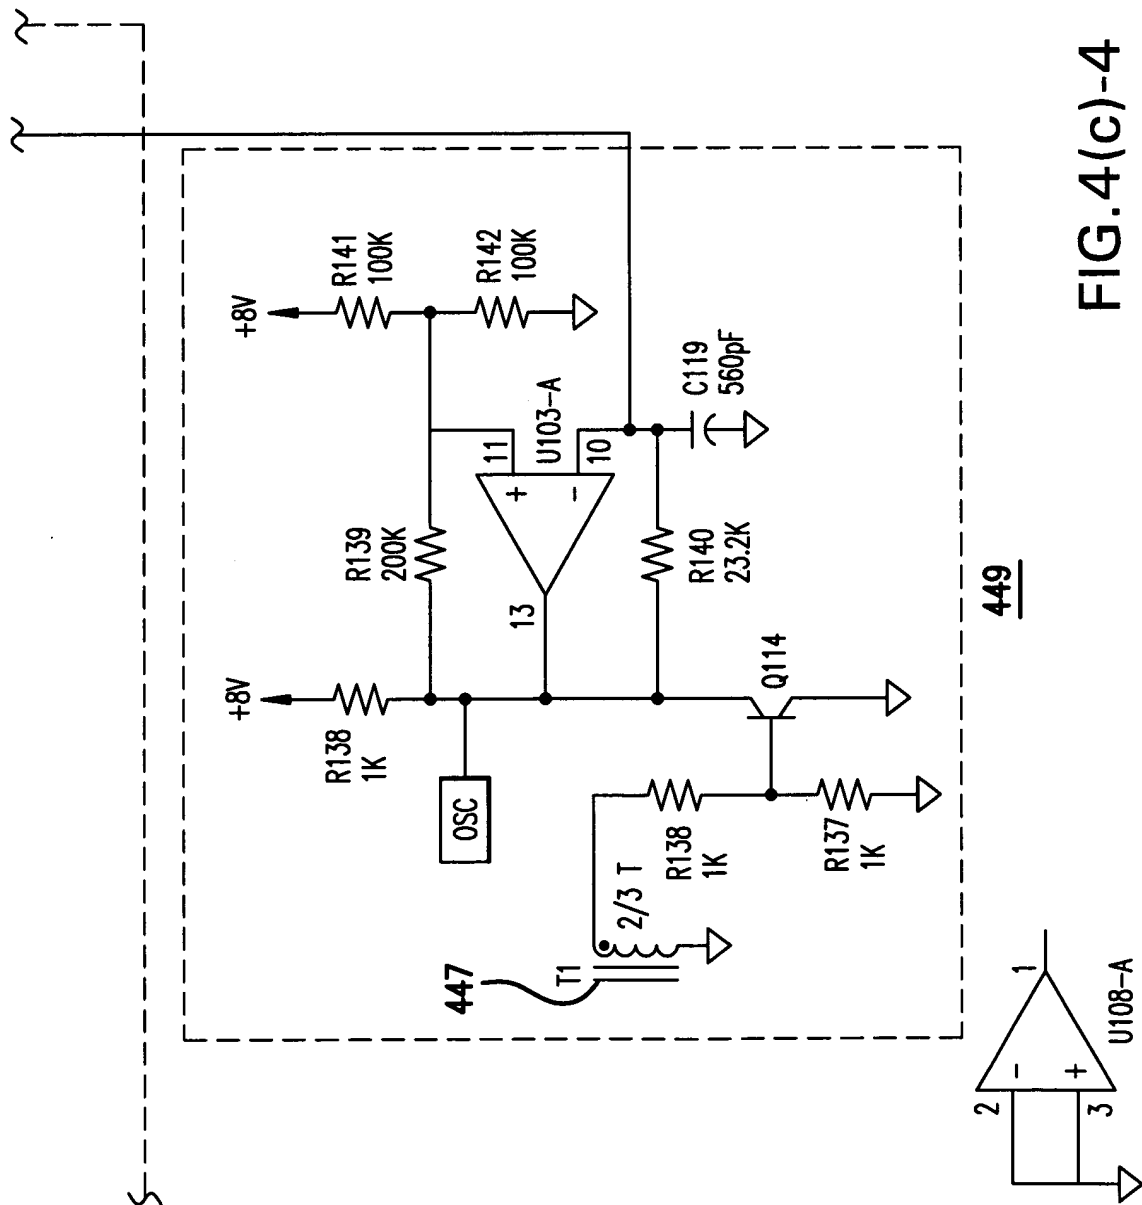 +8V
R141
100K
R142
100K
+8V
R138
1K
R139
200K
11
+
U103-A
10
-
13
C119
560pF
R140
23.2K
OSC
Q114
R138
1K
R137
1K
2/3 T
T1
447
449
2
-
+
3
1
U108-A
FIG.4(c)-4